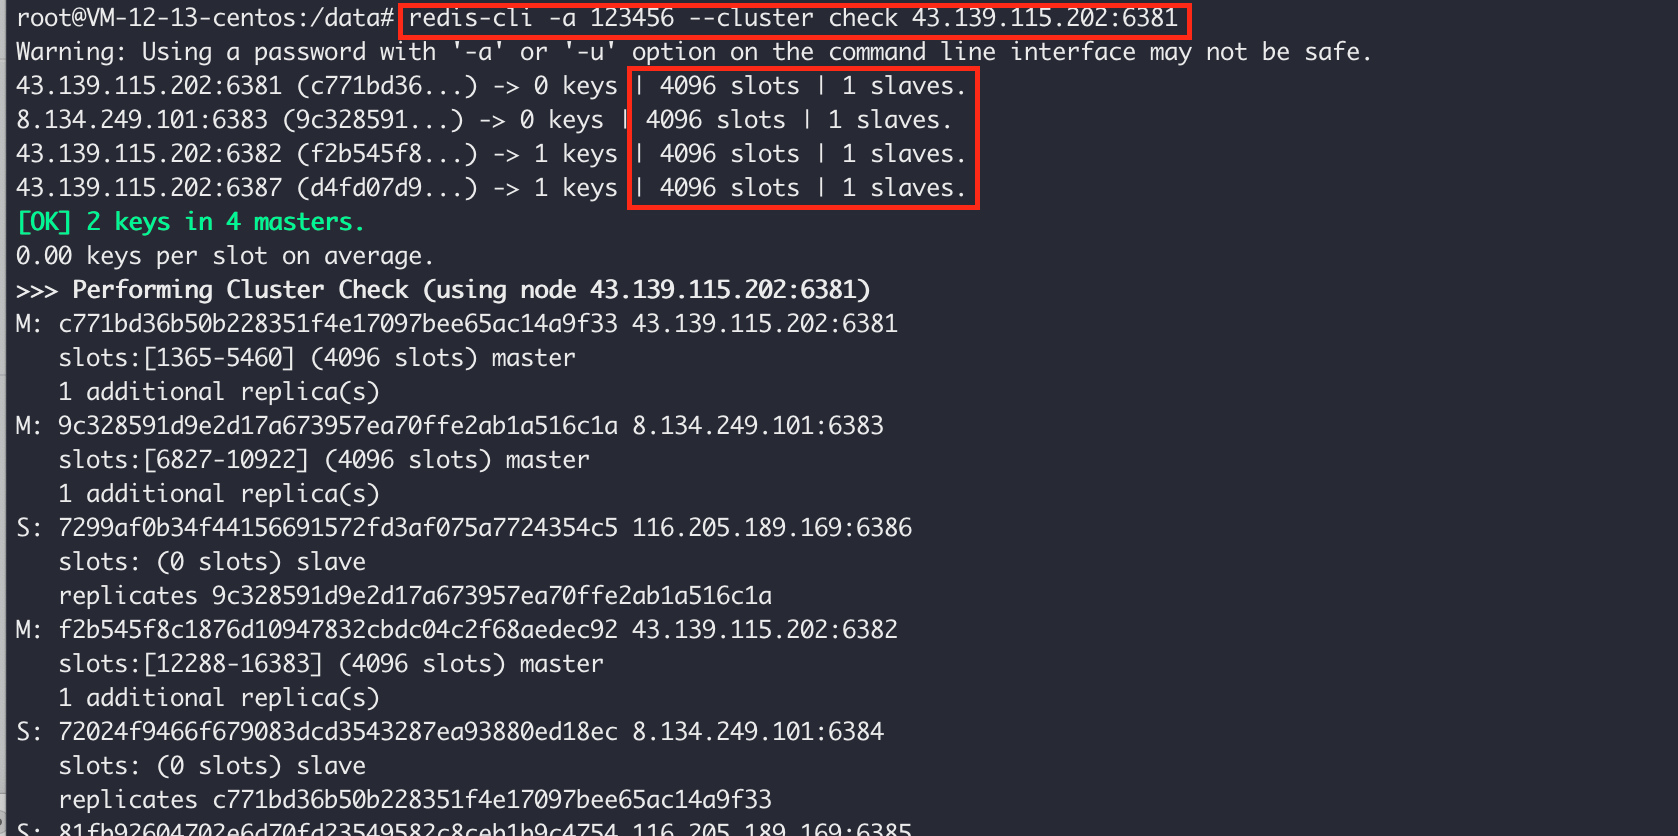 root@VM-12-13-centos:/data# redis-cli -a 123456 --cluster check 43.139.115.202:6381
Warning: Using a password with '-a' or '-u' option on the command line interface may not be safe.
43.139.115.202:6381 (c771bd36...) -> 0 keys | 4096 slots | 1 slaves.
8.134.249.101:6383 (9c328591...) -> 0 keys | 4096 slots | 1 slaves.
43.139.115.202:6382 (f2b545f8...) -> 1 keys | 4096 slots | 1 slaves.
43.139.115.202:6387 (d4fd07d9...) -> 1 keys | 4096 slots | 1 slaves.
[OK] 2 keys in 4 masters.
0.00 keys per slot on average.
>>> Performing Cluster Check (using node 43.139.115.202:6381)
M: c771bd36b50b228351f4e17097bee65ac14a9f33 43.139.115.202:6381
   slots:[1365-5460] (4096 slots) master
   1 additional replica(s)
M: 9c328591d9e2d17a673957ea70ffe2ab1a516c1a 8.134.249.101:6383
   slots:[6827-10922] (4096 slots) master
   1 additional replica(s)
S: 7299af0b34f44156691572fd3af075a7724354c5 116.205.189.169:6386
   slots: (0 slots) slave
   replicates 9c328591d9e2d17a673957ea70ffe2ab1a516c1a
M: f2b545f8c1876d10947832cbdc04c2f68aedec92 43.139.115.202:6382
   slots:[12288-16383] (4096 slots) master
   1 additional replica(s)
S: 72024f9466f679083dcd3543287ea93880ed18ec 8.134.249.101:6384
   slots: (0 slots) slave
   replicates c771bd36b50b228351f4e17097bee65ac14a9f33
S: 81fb92604702e6d70fd23549582c8ceb1b9c4754 116.205.189.169:6385